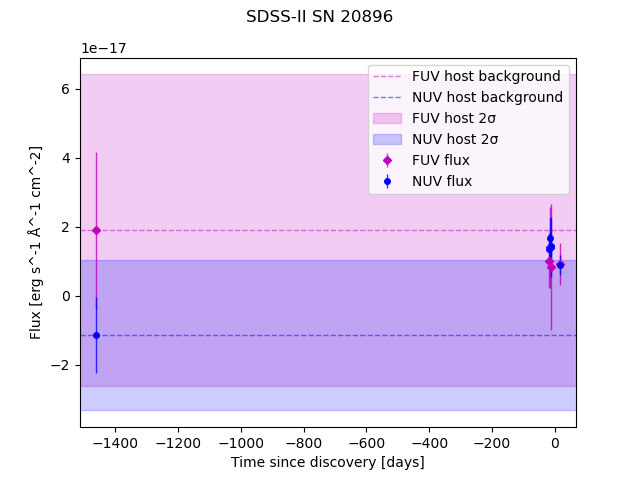 SDSS-II SN 20896
1e−17
FUV host background
NUV host background
FUV host 2σ
NUV host 2σ
FUV flux
NUV flux
6
4
2
0
−2
Flux [erg s^-1 Å^-1 cm^-2]
−1400 −1200 −1000 −800 −600 −400 −200 0
Time since discovery [days]